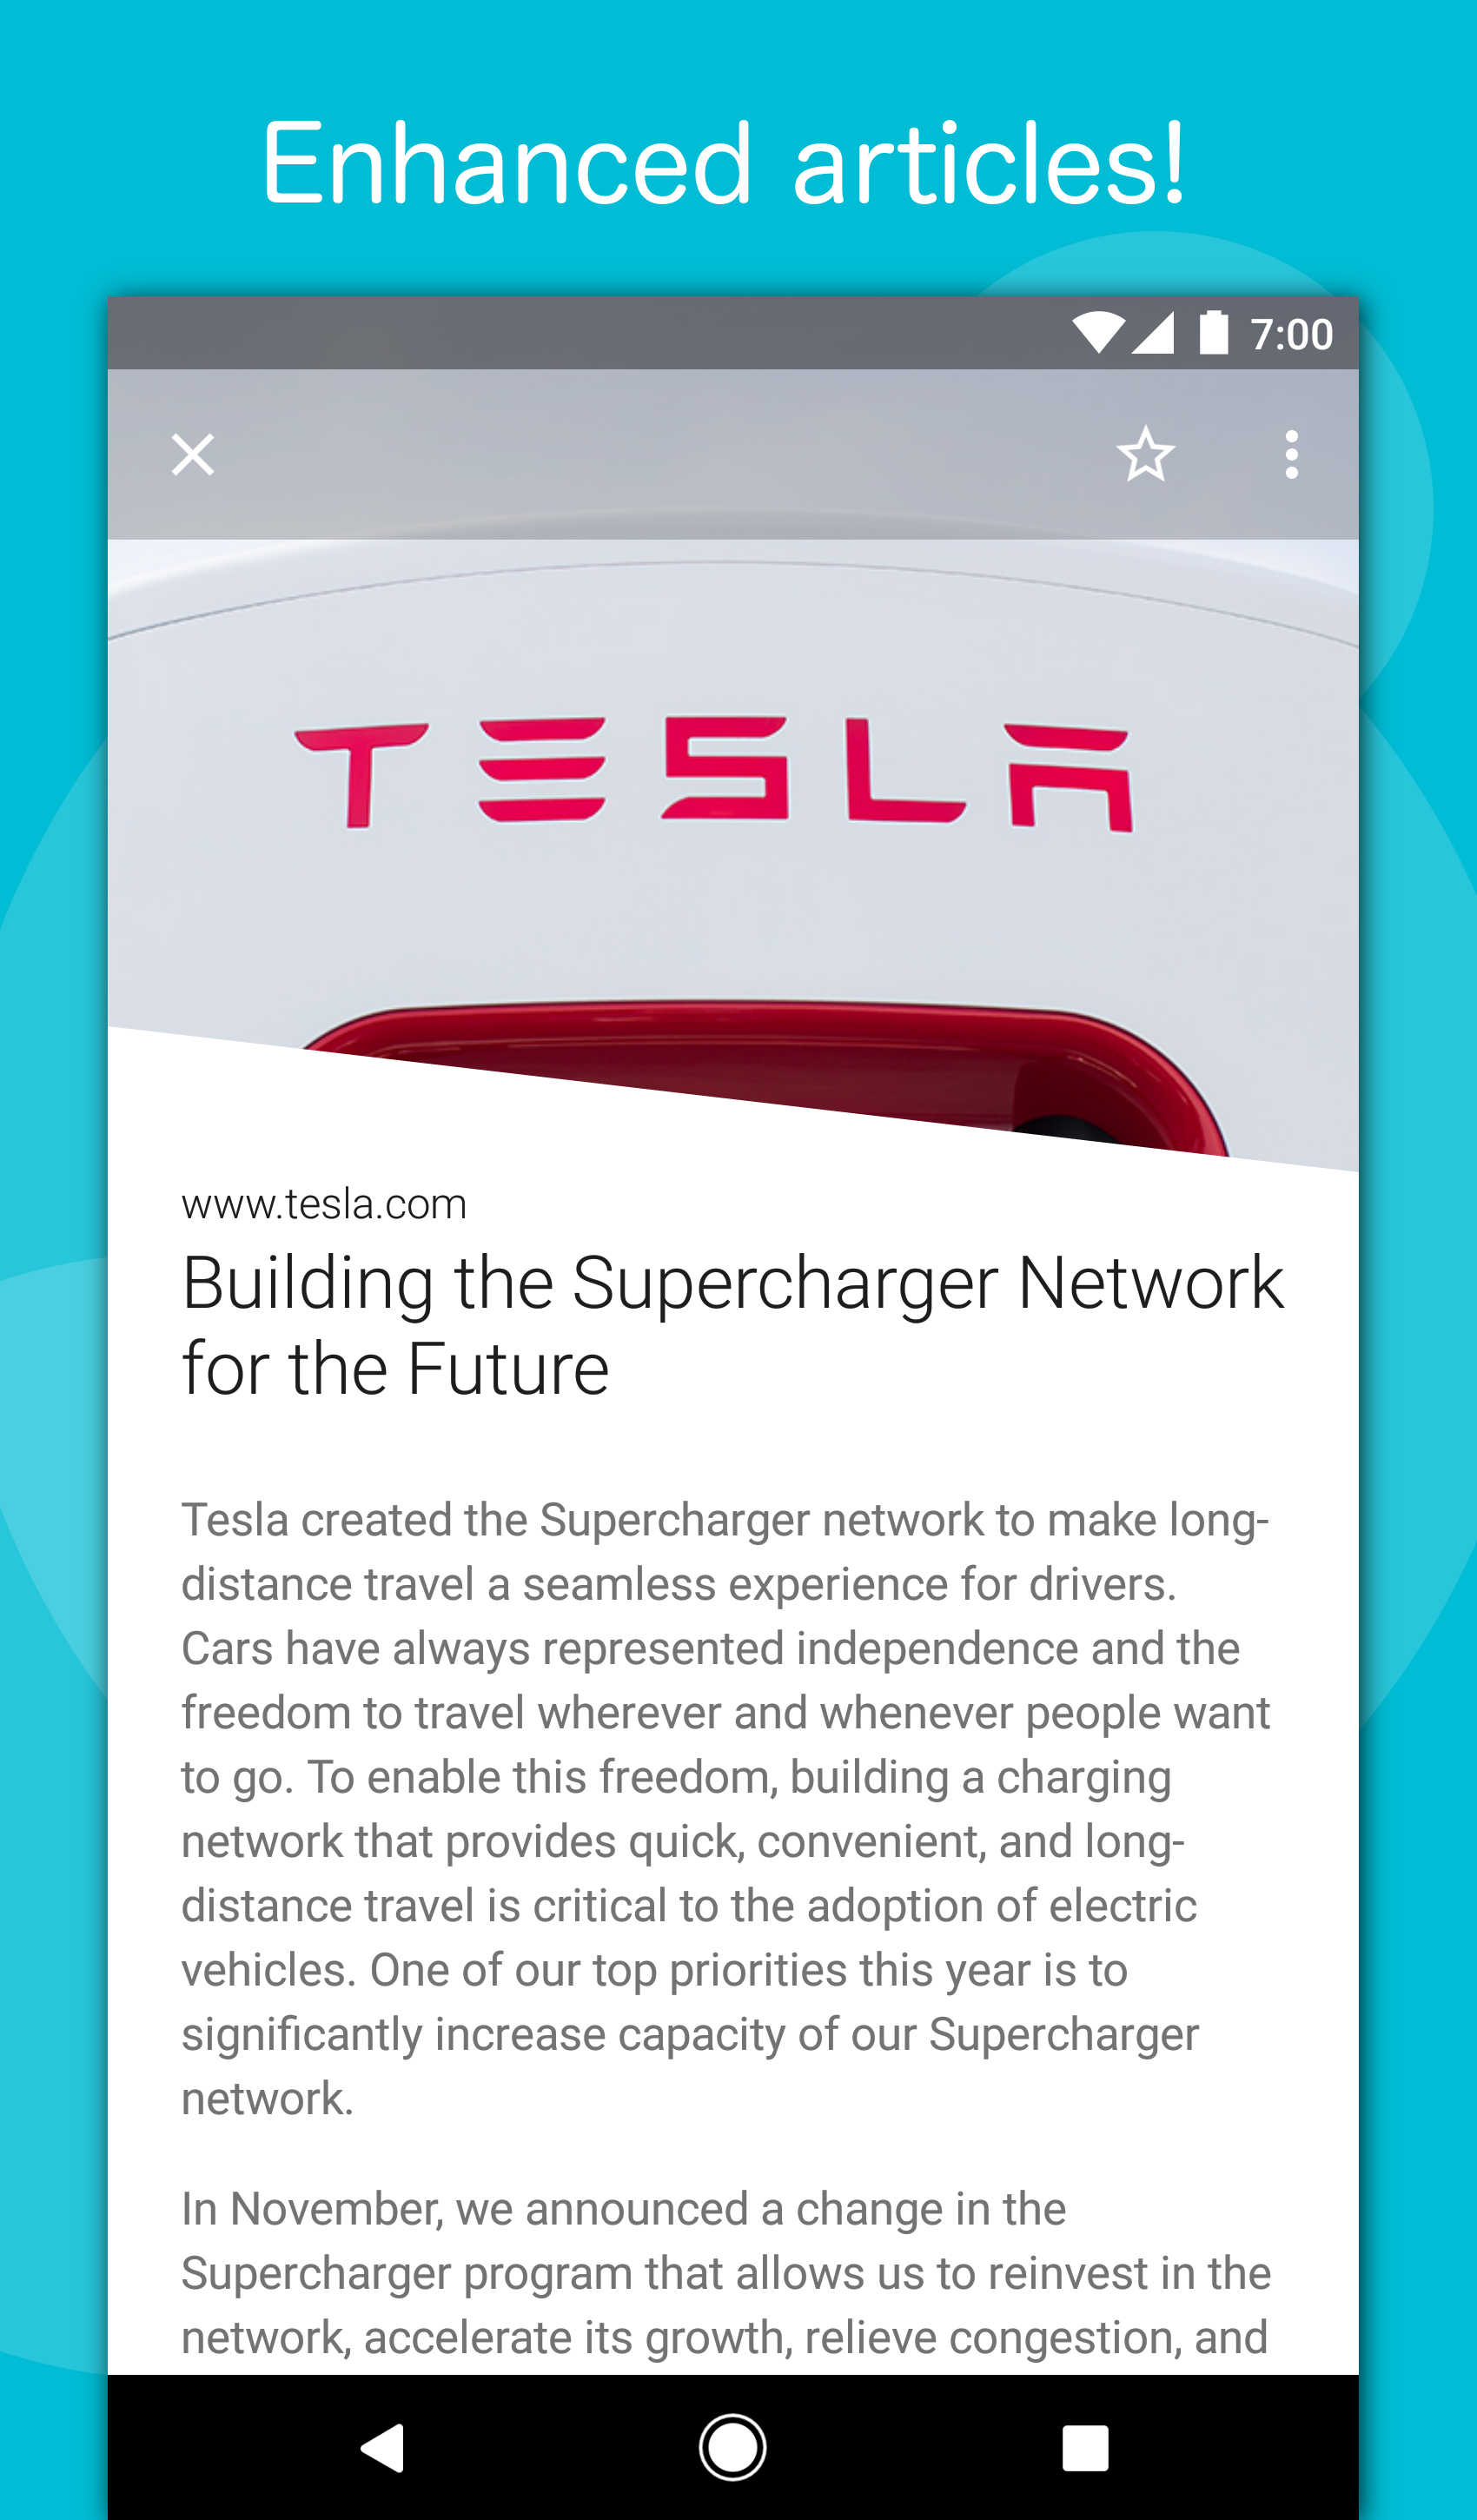 Enhanced articles!
7:00
TESLA
www.tesla.com
Building the Supercharger Network
for the Future
Tesla created the Supercharger network to make long-
distance travel a seamless experience for drivers.
Cars have always represented independence and the
freedom to travel wherever and whenever people want
to go. To enable this freedom, building a charging
network that provides quick, convenient, and long-
distance travel is critical to the adoption of electric
vehicles. One of our top priorities this year is to
significantly increase capacity of our Supercharger
network.
In November, we announced a change in the
Supercharger program that allows us to reinvest in the
network, accelerate its growth, relieve congestion, and